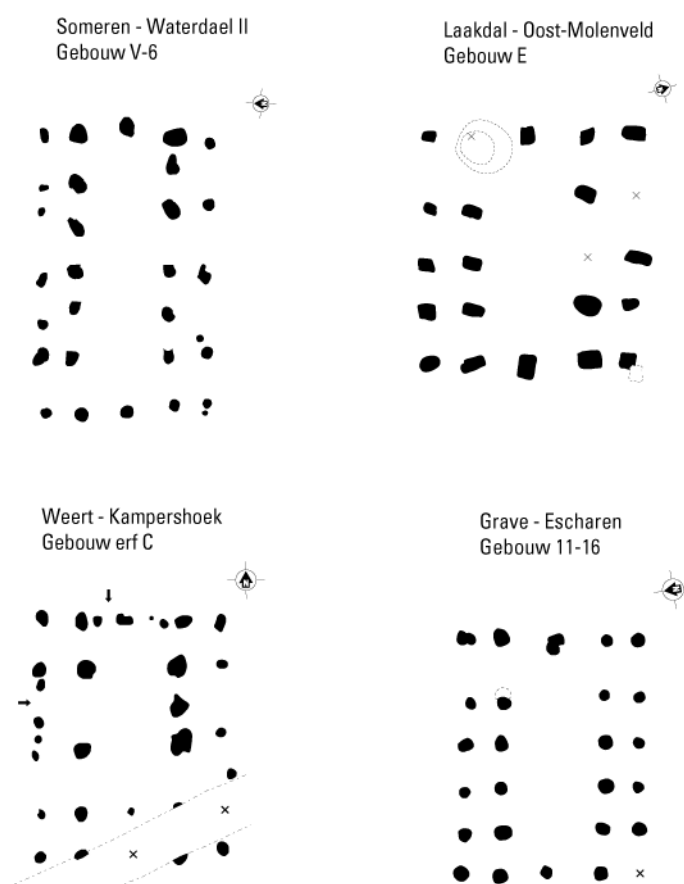 Someren - Waterdael II
Gebouw V-6
Laakdal - Oost-Molenveld
Gebouw E
Weert - Kampershoek
Gebouw erf C
Grave - Escharen
Gebouw 11-16